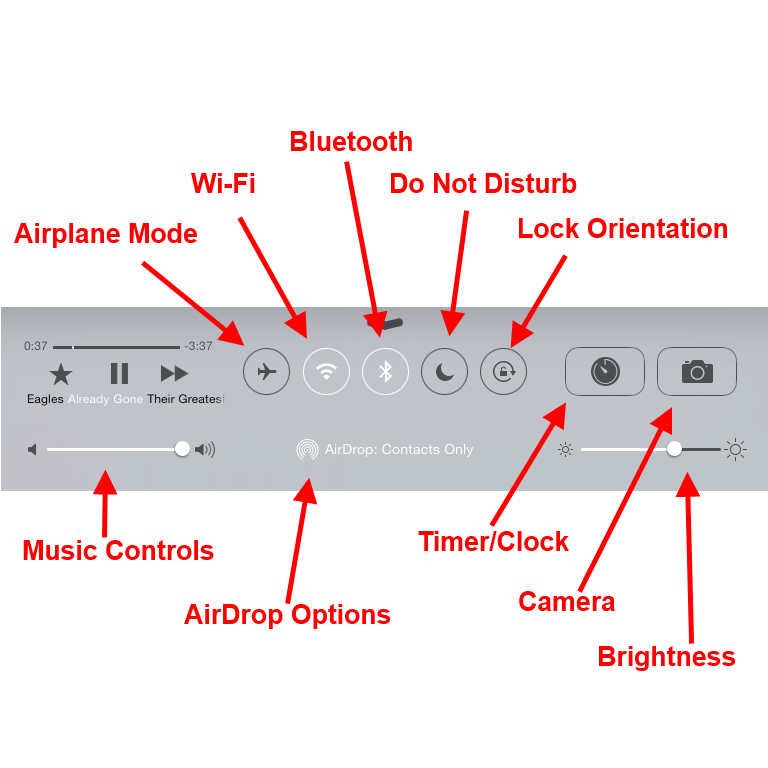 Bluetooth
Wi-Fi
Do Not Disturb
Lock Orientation
Airplane Mode
0:37
-3:37
Eagles Already Gone Their Greatest
AirDrop: Contacts Only
Timer/Clock
Music Controls
Camera
AirDrop Options
Brightness